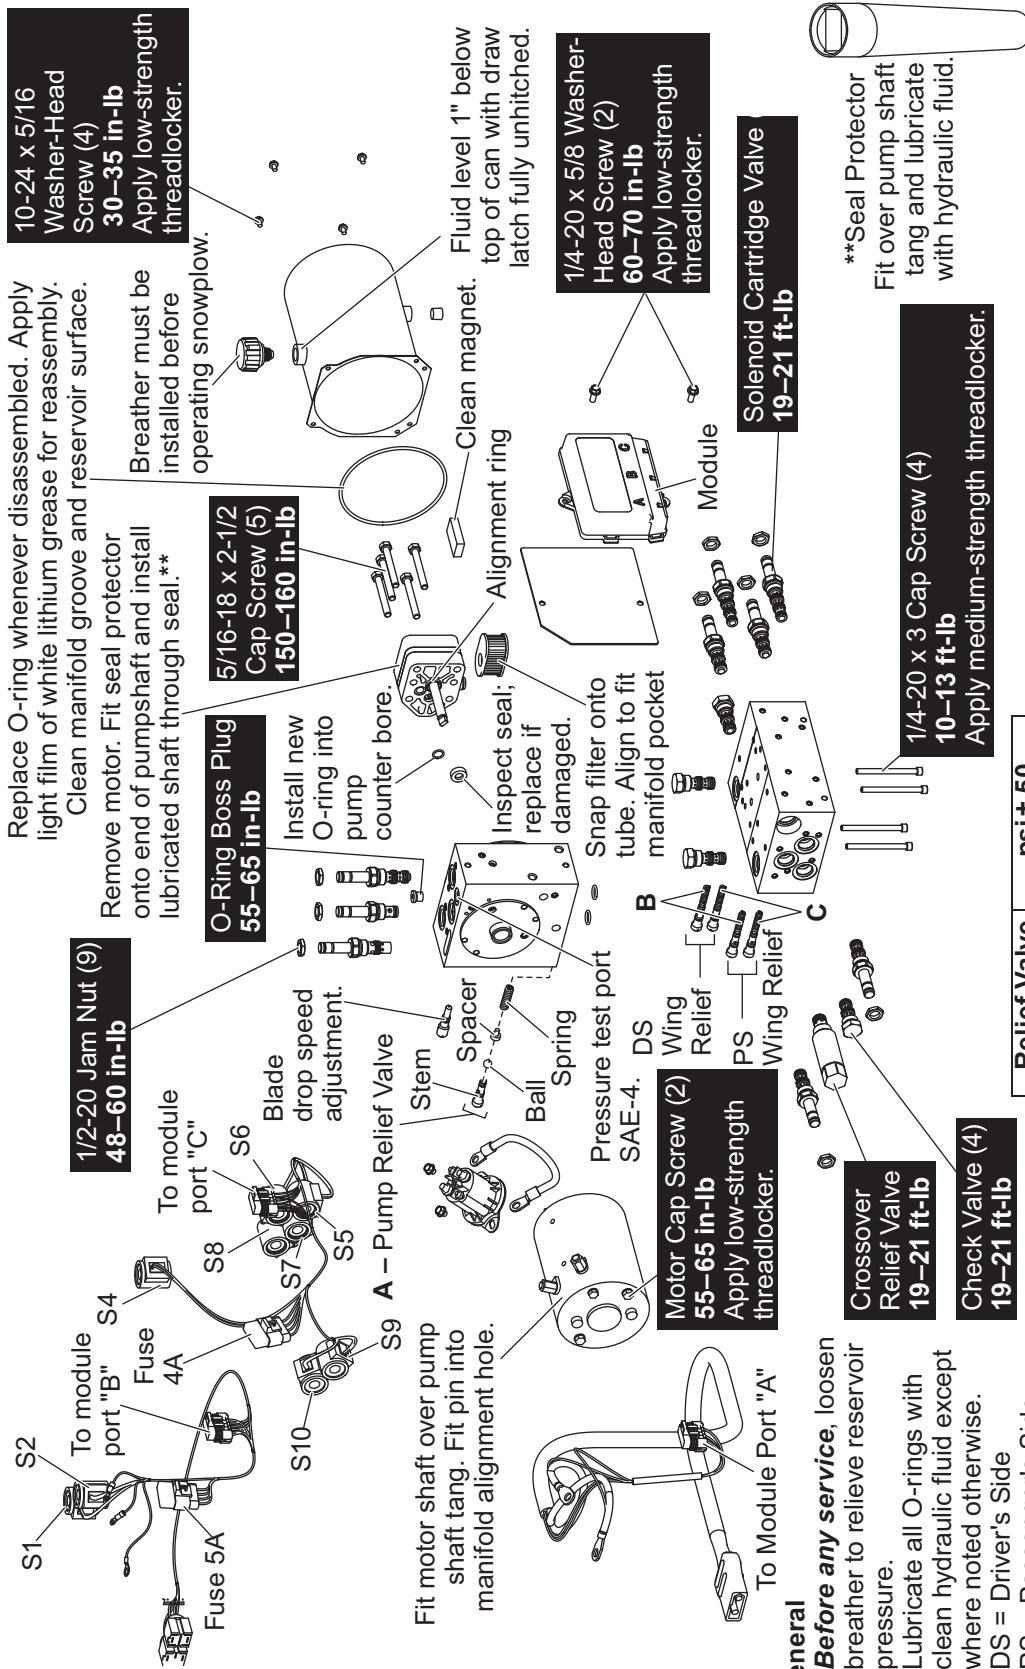 Replace O-ring whenever disassembled. Apply
light film of white lithium grease for reassembly.
Clean manifold groove and reservoir surface.
10-24 x 5/16
Washer-Head
Screw (4)
30–35 in-lb
Apply low-strength
threadlocker.
Remove motor. Fit seal protector
onto end of pumpshaft and install
lubricated shaft through seal.**
Breather must be
installed before
operating snowplow.
1/2-20 Jam Nut (9)
48–60 in-lb
O-Ring Boss Plug
55–65 in-lb
5/16-18 x 2-1/2
Cap Screw (5)
150–160 in-lb
Fluid level 1" below
top of can with draw
latch fully unhitched.
S1
S2
To module
port "B"
Fuse 5A
S4
Fuse
4A
To module
port "C"
S6
S8
S7
S5
S10
S9
Blade
drop speed
adjustment.
Install new
O-ring into
pump
counter bore.
Clean magnet.
Alignment ring
A – Pump Relief Valve
Stem
Spacer
Ball
Spring
Inspect seal;
replace if
damaged.
1/4-20 x 5/8 Washer-
Head Screw (2)
60–70 in-lb
Apply low-strength
threadlocker.
Fit motor shaft over pump
shaft tang. Fit pin into
manifold alignment hole.
Pressure test port
SAE-4.
Snap filter onto
tube. Align to fit
manifold pocket
Module
A B C
Motor Cap Screw (2)
55–65 in-lb
Apply low-strength
threadlocker.
DS
Wing
Relief
B
PS
Wing Relief
C
Solenoid Cartridge Valve
19–21 ft-lb
To Module Port "A"
**Seal Protector
Fit over pump shaft
tang and lubricate
with hydraulic fluid.
Crossover
Relief Valve
19–21 ft-lb
Check Valve (4)
19–21 ft-lb
1/4-20 x 3 Cap Screw (4)
10–13 ft-lb
Apply medium-strength threadlocker.
eneral
Before any service, loosen
breather to relieve reservoir
pressure.
Lubricate all O-rings with
clean hydraulic fluid except
where noted otherwise.
DS = Driver's Side
Relief Valve psi ± 50